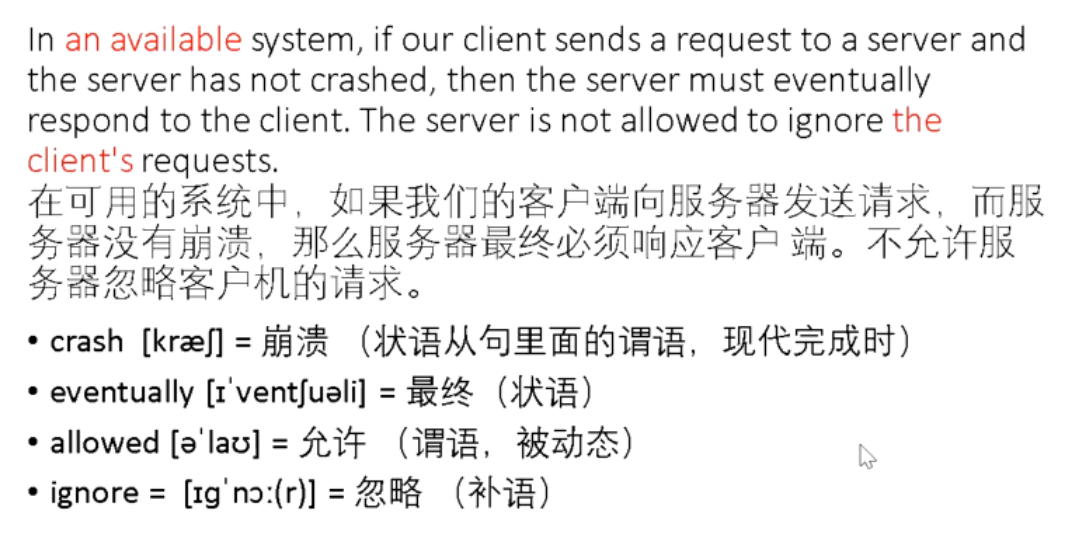 In an available system, if our client sends a request to a server and
the server has not crashed, then the server must eventually
respond to the client. The server is not allowed to ignore the
client's requests.
在可用的系统中，如果我们的客户端向服务器发送请求，而服
务器没有崩溃，那么服务器最终必须响应客户 端。不允许服
务器忽略客户机的请求。
• crash [kræʃ] = 崩溃 （状语从句里面的谓语，现代完成时）
• eventually [ɪˈventʃuəli] = 最终（状语）
• allowed [əˈlaʊ] = 允许 （谓语，被动态）
• ignore = [ɪɡˈnɔː(r)] = 忽略 （补语）